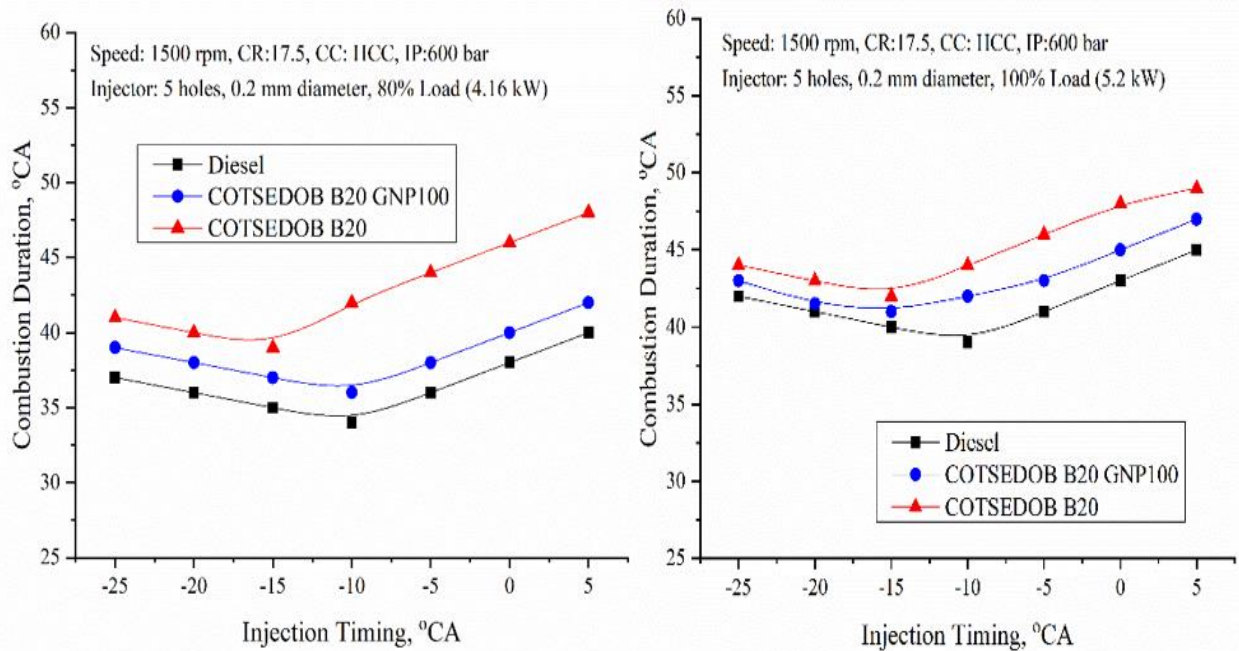 Speed: 1500 rpm, CR:17.5, CC: HCC, IP:600 bar
Injector: 5 holes, 0.2 mm diameter, 80% Load (4.16 kW)
Diesel
COTSEDOB B20 GNP100
COTSEDOB B20
Combustion Duration, °CA
60
55
50
45
40
35
30
25
-25 -20 -15 -10 -5 0 5
Injection Timing, °CA
Speed: 1500 rpm, CR:17.5, CC: HCC, IP:600 bar
Injector: 5 holes, 0.2 mm diameter, 100% Load (5.2 kW)
Diesel
COTSEDOB B20 GNP100
COTSEDOB B20
Combustion Duration, °CA
60
55
50
45
40
35
30
25
-25 -20 -15 -10 -5 0 5
Injection Timing, °CA